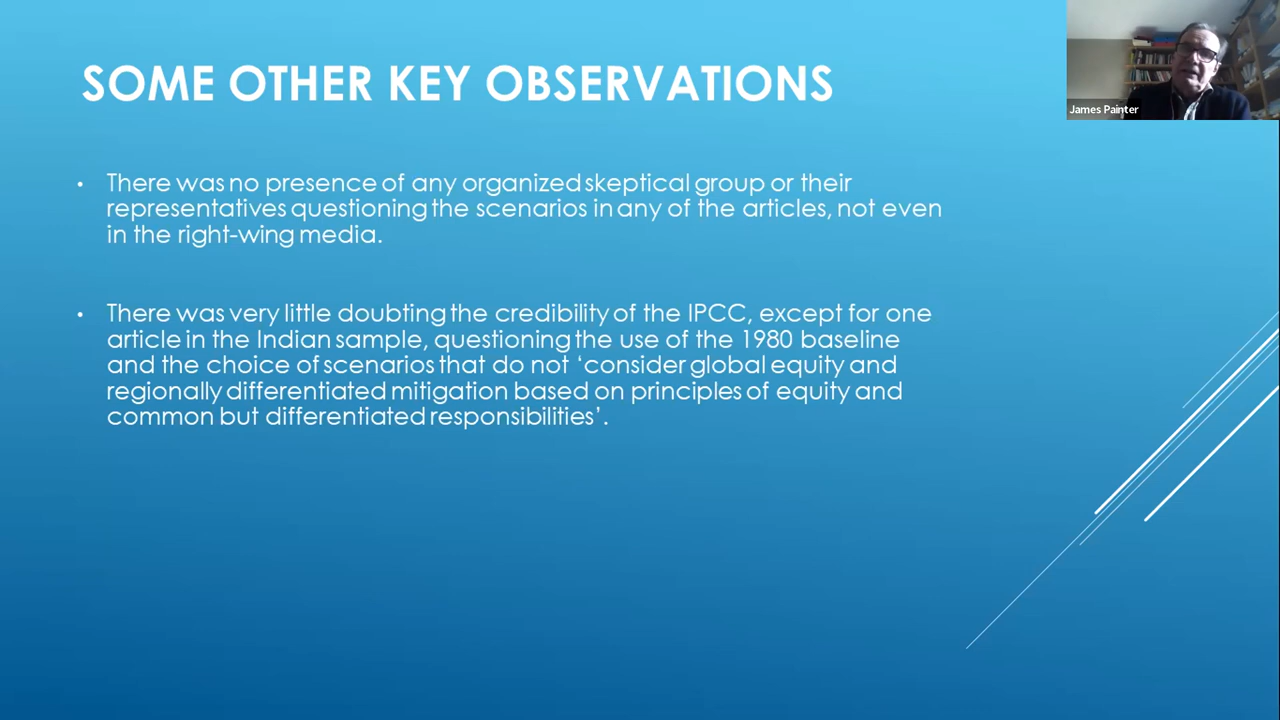 SOME OTHER KEY OBSERVATIONS
James Painter
• There was no presence of any organized skeptical group or their
representatives questioning the scenarios in any of the articles, not even
in the right-wing media.
• There was very little doubting the credibility of the IPCC, except for one
article in the Indian sample, questioning the use of the 1980 baseline
and the choice of scenarios that do not ‘consider global equity and
regionally differentiated mitigation based on principles of equity and
common but differentiated responsibilities’.